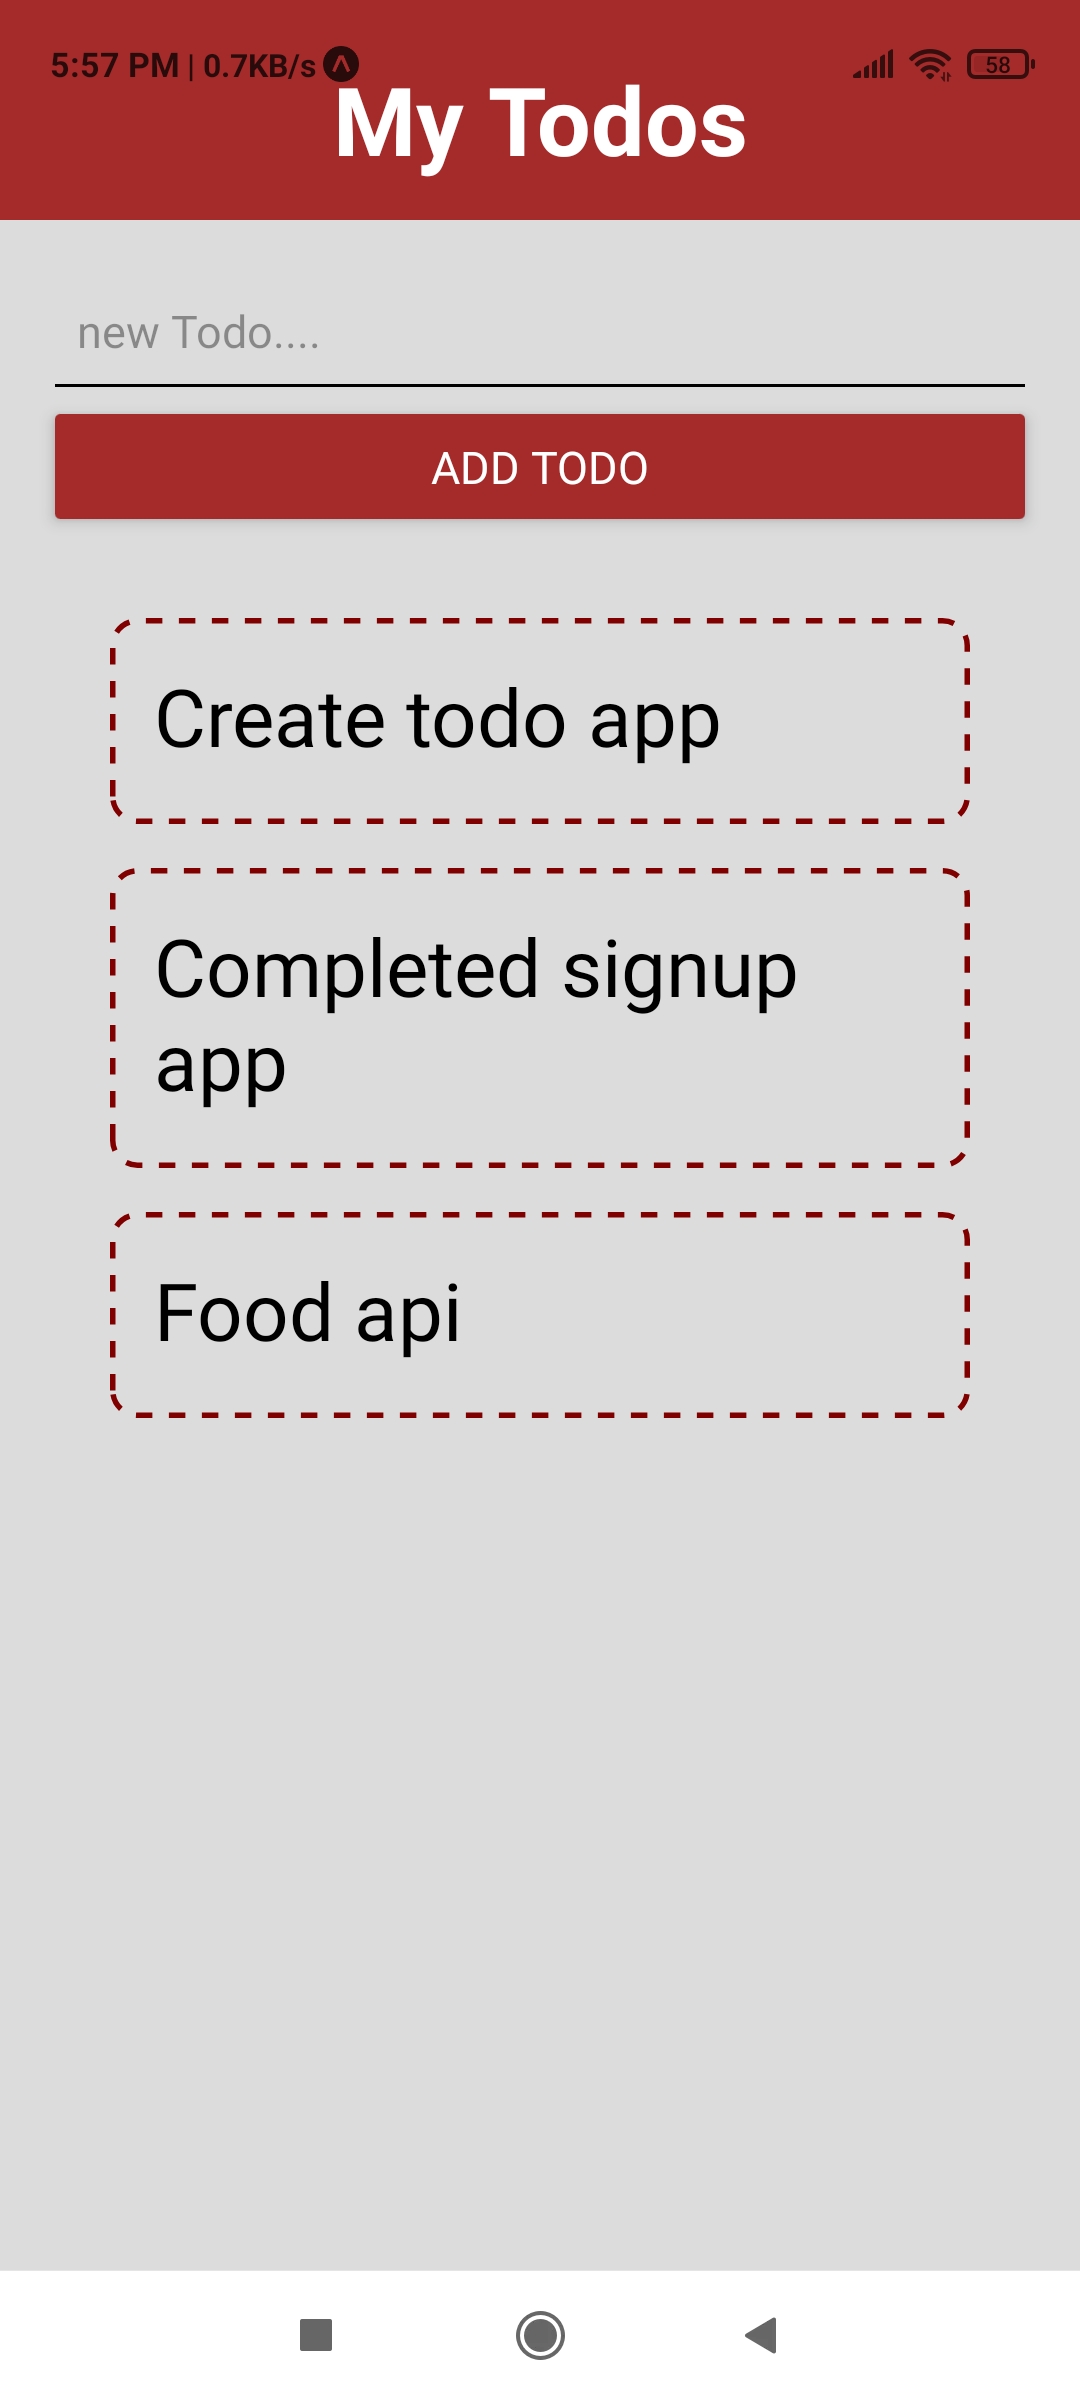 5:57 PM | 0.7KB/s
58
My Todos
new Todo....
ADD TODO
Create todo app
Completed signup
app
Food api